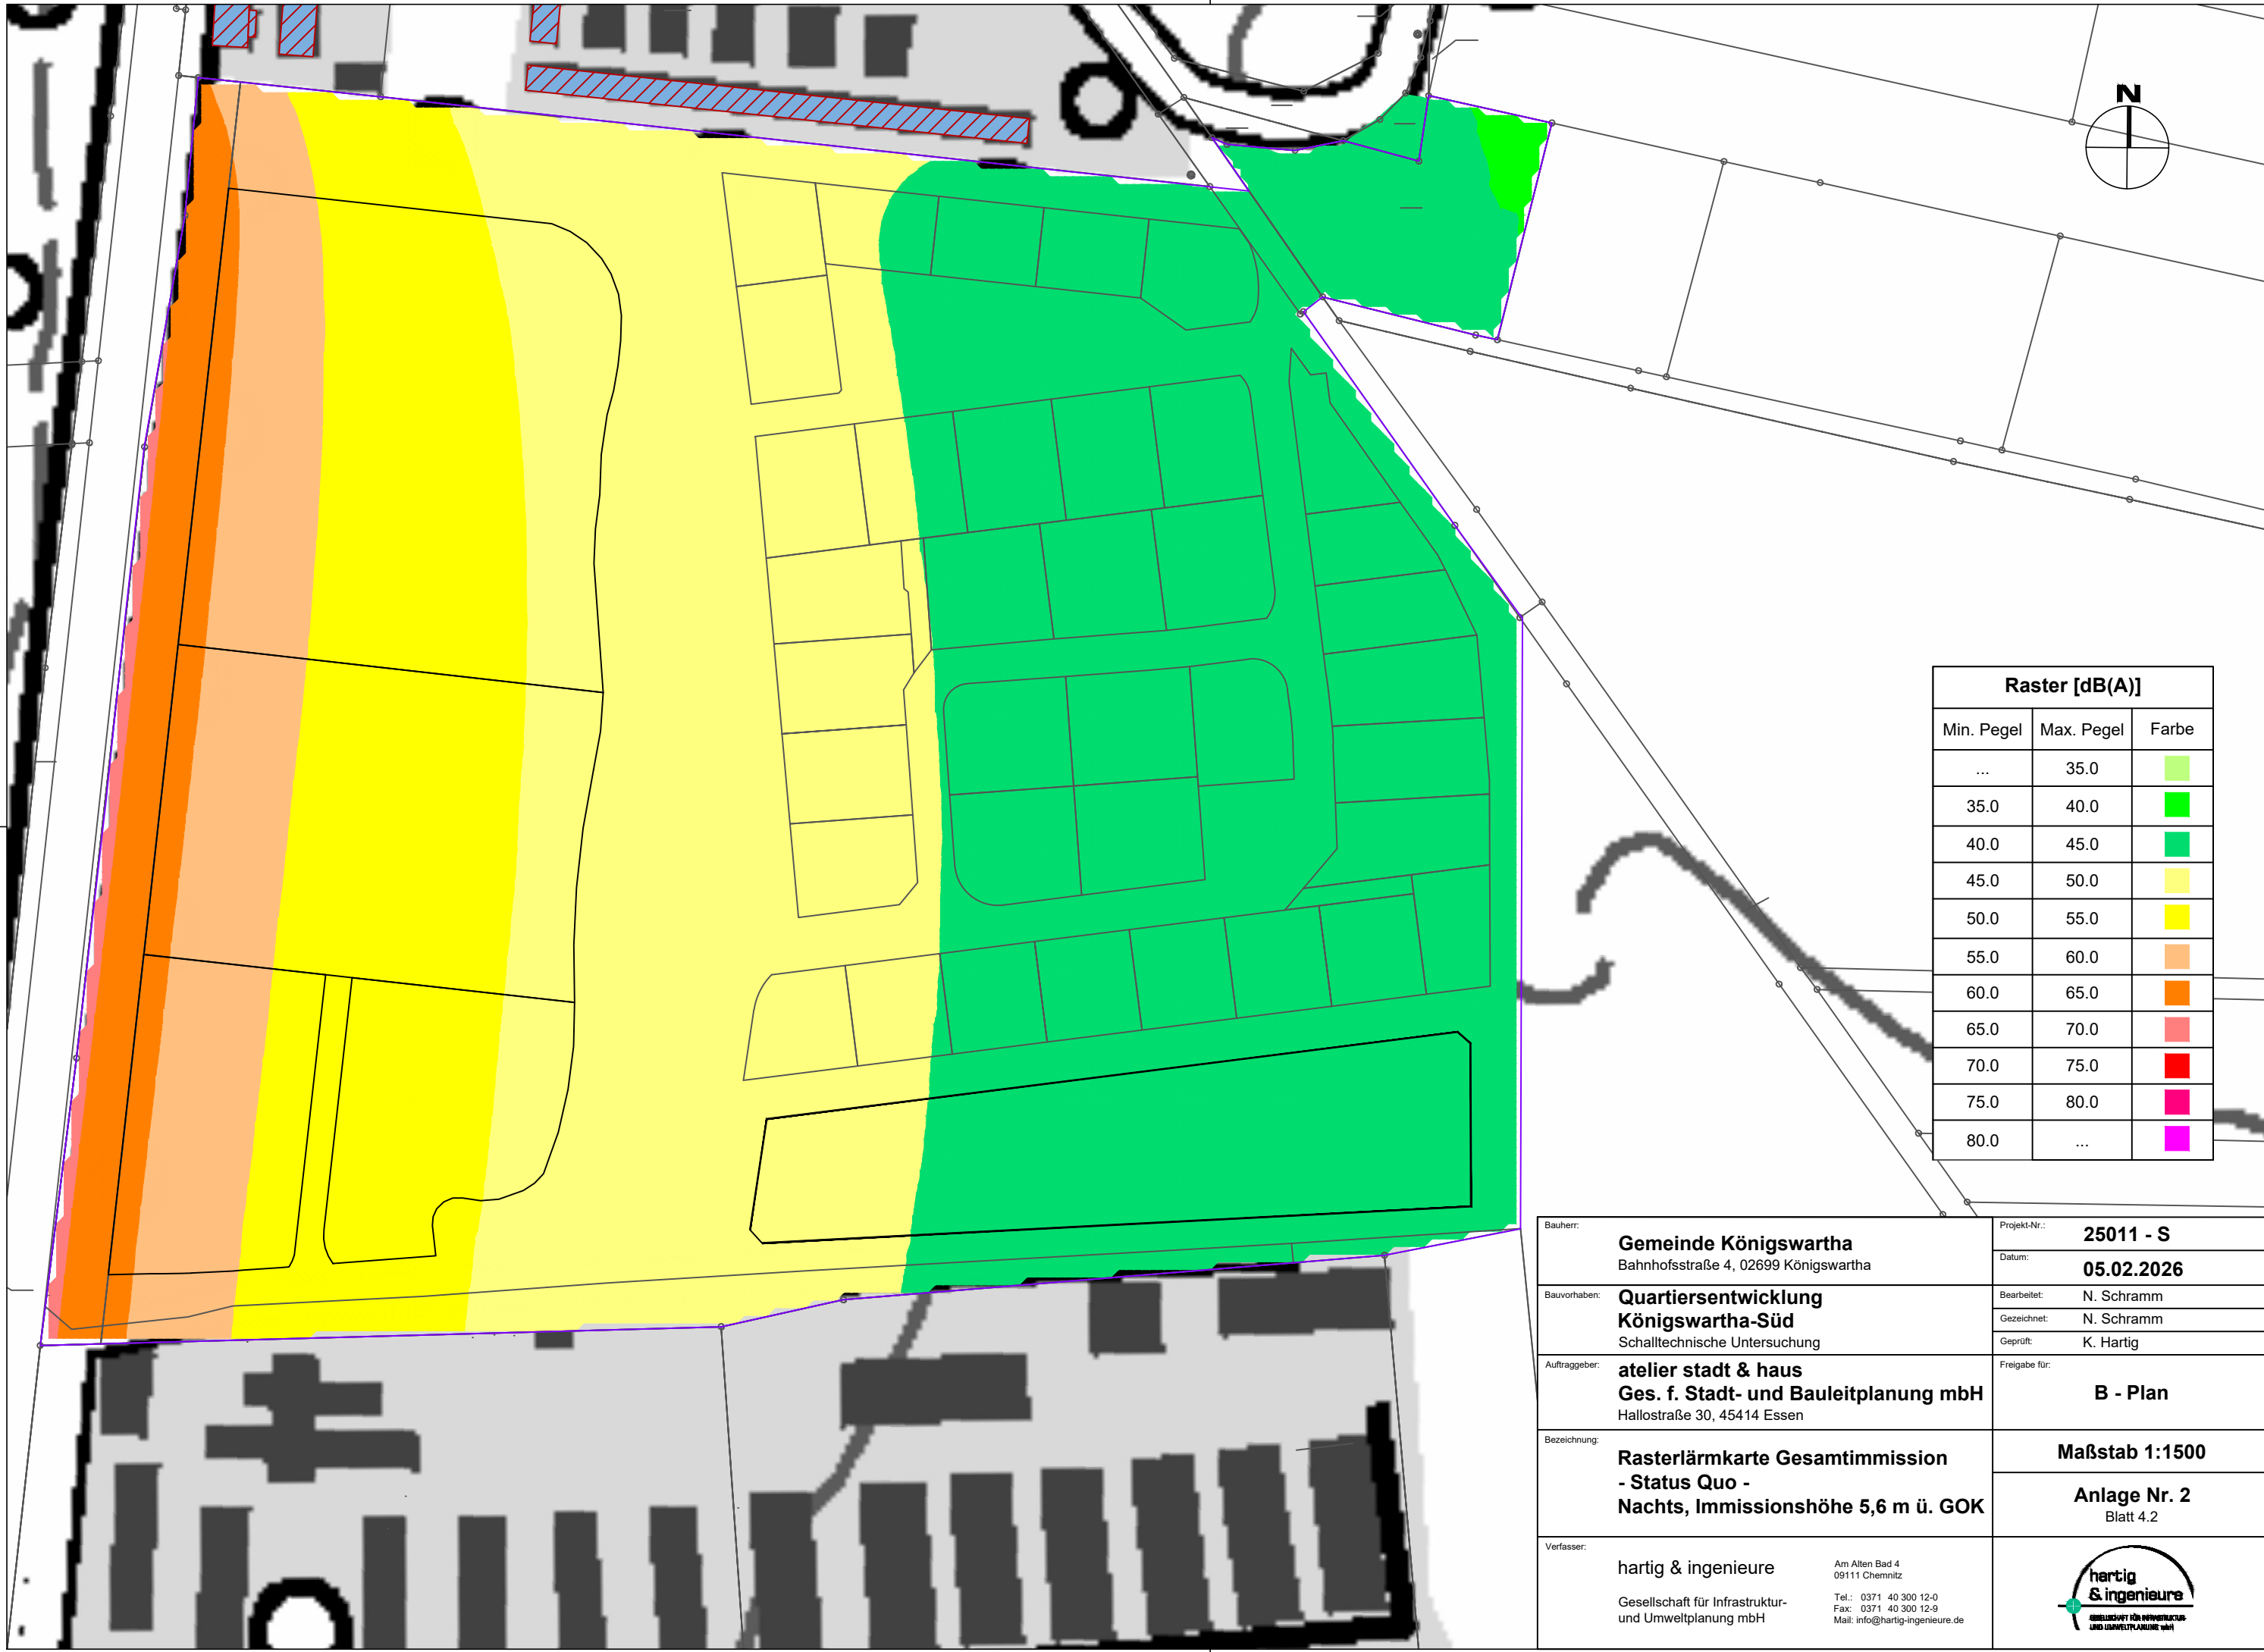 N
Raster [dB(A)]
Min. Pegel Max. Pegel Farbe
... 35.0
35.0 40.0
40.0 45.0
45.0 50.0
50.0 55.0
55.0 60.0
60.0 65.0
65.0 70.0
70.0 75.0
75.0 80.0
80.0 ...
Bauherr:
Gemeinde Königswartha
Bahnhofsstraße 4, 02699 Königswartha
Projekt-Nr.:
25011 - S
Datum:
05.02.2026
Bauvorhaben:
Quartiersentwicklung
Königswartha-Süd
Schalltechnische Untersuchung
Bearbeitet: N. Schramm
Gezeichnet: N. Schramm
Geprüft: K. Hartig
Auftraggeber:
atelier stadt & haus
Ges. f. Stadt- und Bauleitplanung mbH
Hallostraße 30, 45414 Essen
Freigabe für:
B - Plan
Bezeichnung:
Rasterlärmkarte Gesamtimmission
- Status Quo -
Nachts, Immissionshöhe 5,6 m ü. GOK
Maßstab 1:1500
Anlage Nr. 2
Blatt 4.2
Verfasser:
hartig & ingenieure
Gesellschaft für Infrastruktur-
und Umweltplanung mbH
Am Alten Bad 4
09111 Chemnitz
Tel.: 0371 40 300 12-0
Fax: 0371 40 300 12-9
Mail: info@hartig-ingenieure.de
hartig
& ingenieure
GESELLSCHAFT FÜR INFRASTRUKTUR-
UND UMWELTPLANUNG mbH